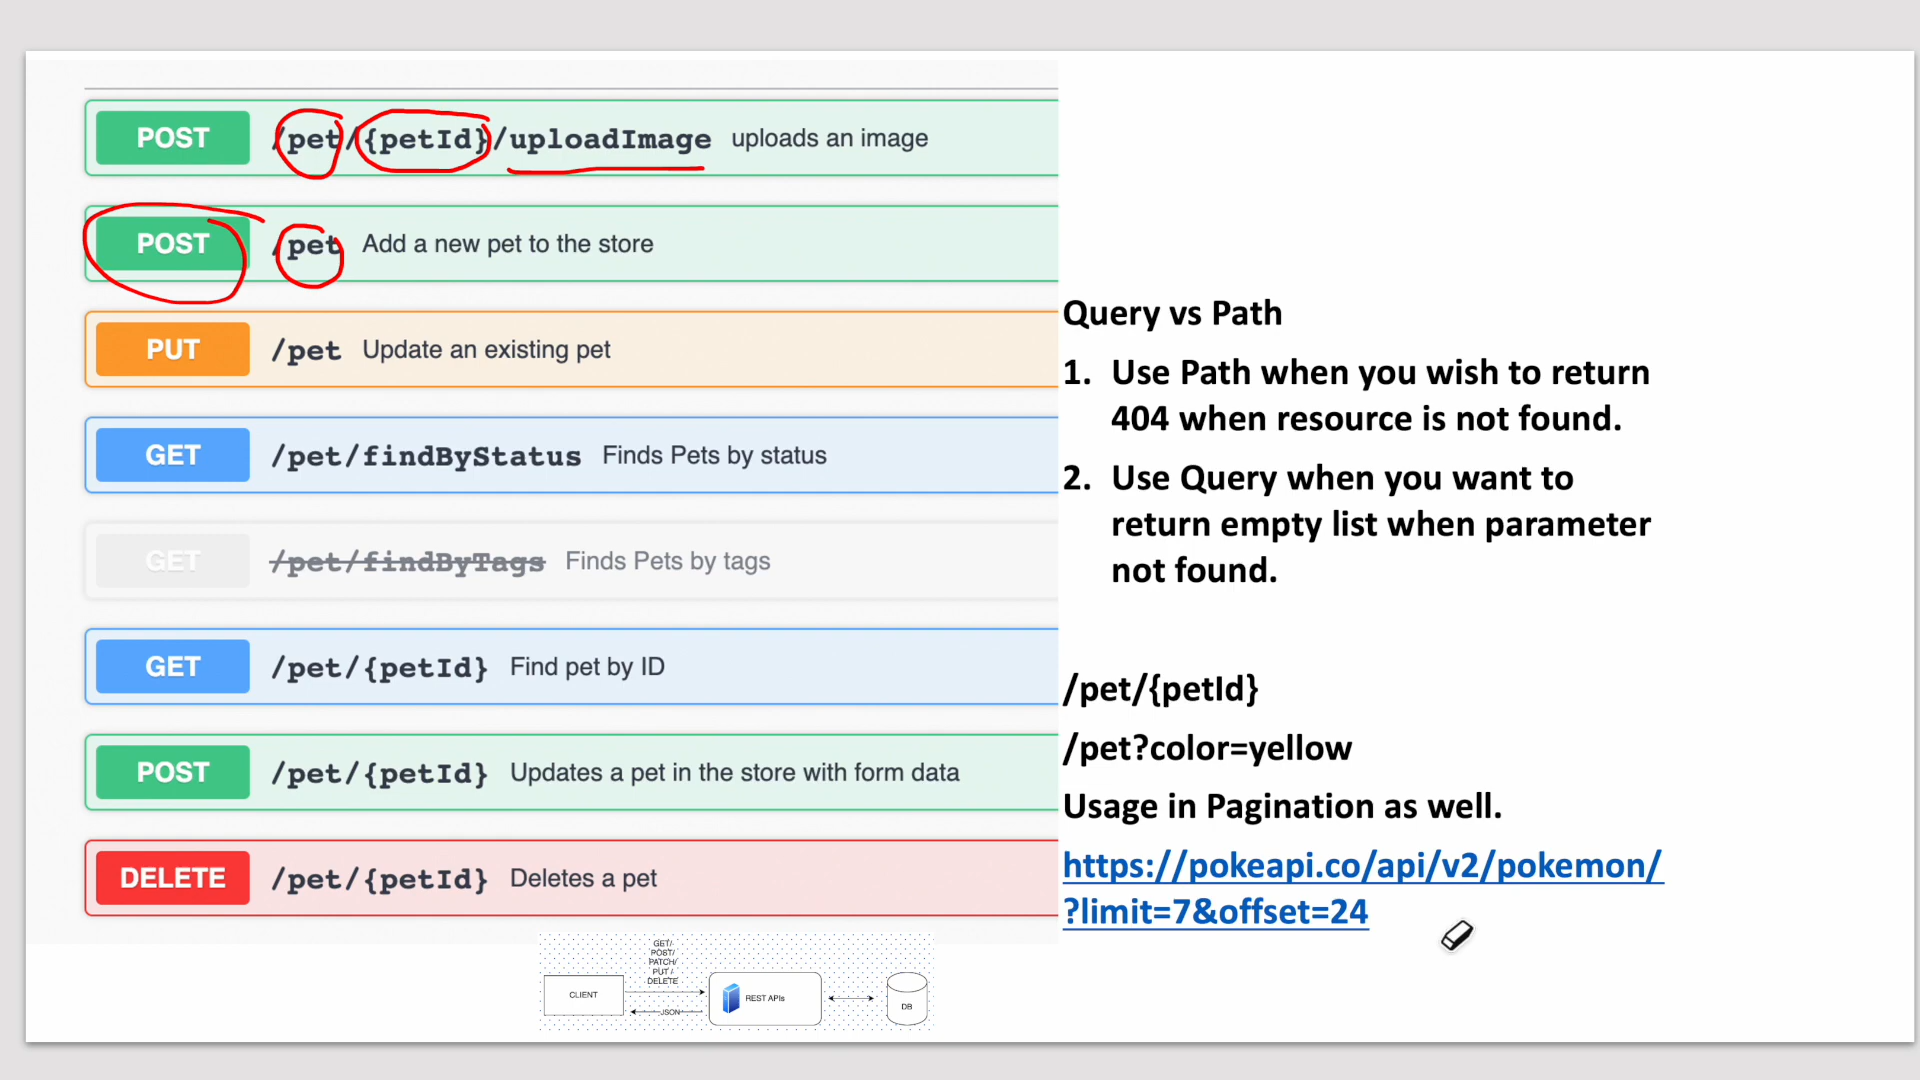 POST /pet/{petId}/uploadImage uploads an image
POST /pet Add a new pet to the store
PUT /pet Update an existing pet
GET /pet/findByStatus Finds Pets by status
GET /pet/findByTags Finds Pets by tags
GET /pet/{petId} Find pet by ID
POST /pet/{petId} Updates a pet in the store with form data
DELETE /pet/{petId} Deletes a pet
Query vs Path
1. Use Path when you wish to return
404 when resource is not found.
2. Use Query when you want to
return empty list when parameter
not found.
/pet/{petId}
/pet?color=yellow
Usage in Pagination as well.
https://pokeapi.co/api/v2/pokemon/
?limit=7&offset=24
GET/
POST/
PATCH/
PUT /
DELETE
CLIENT
JSON
REST APIs
DB